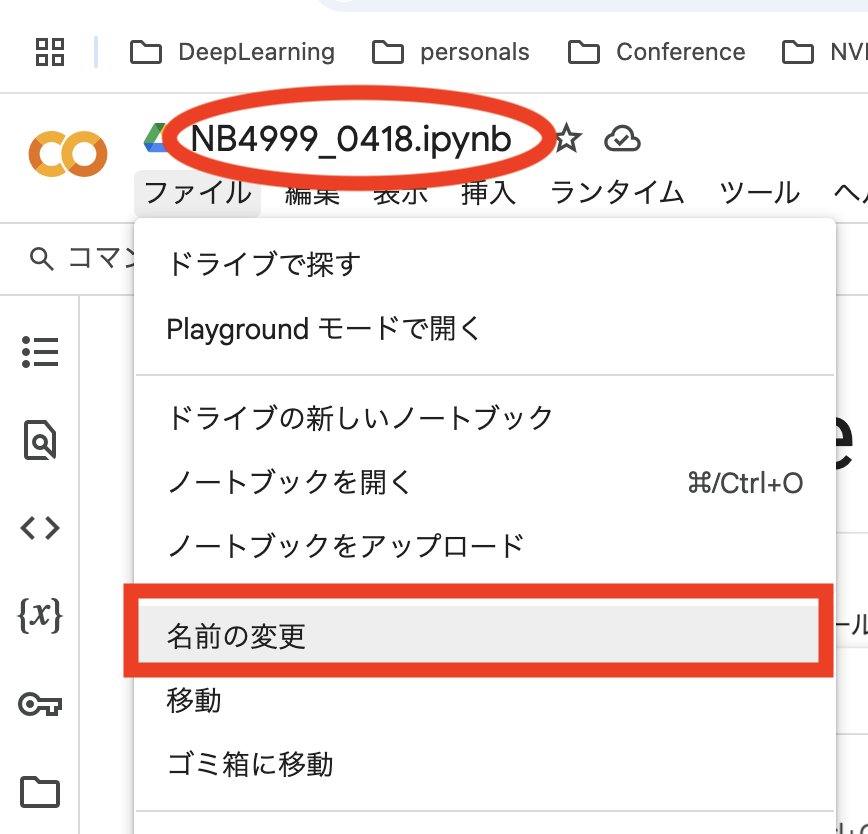 DeepLearning personals Conference
NB4999_0418.ipynb
ファイル 編集 表示 挿入 ランタイム ツール
コマン
ドライブで探す
Playground モードで開く
ドライブの新しいノートブック
ノートブックを開く ⌘/Ctrl+O
ノートブックをアップロード
名前の変更
移動
ゴミ箱に移動